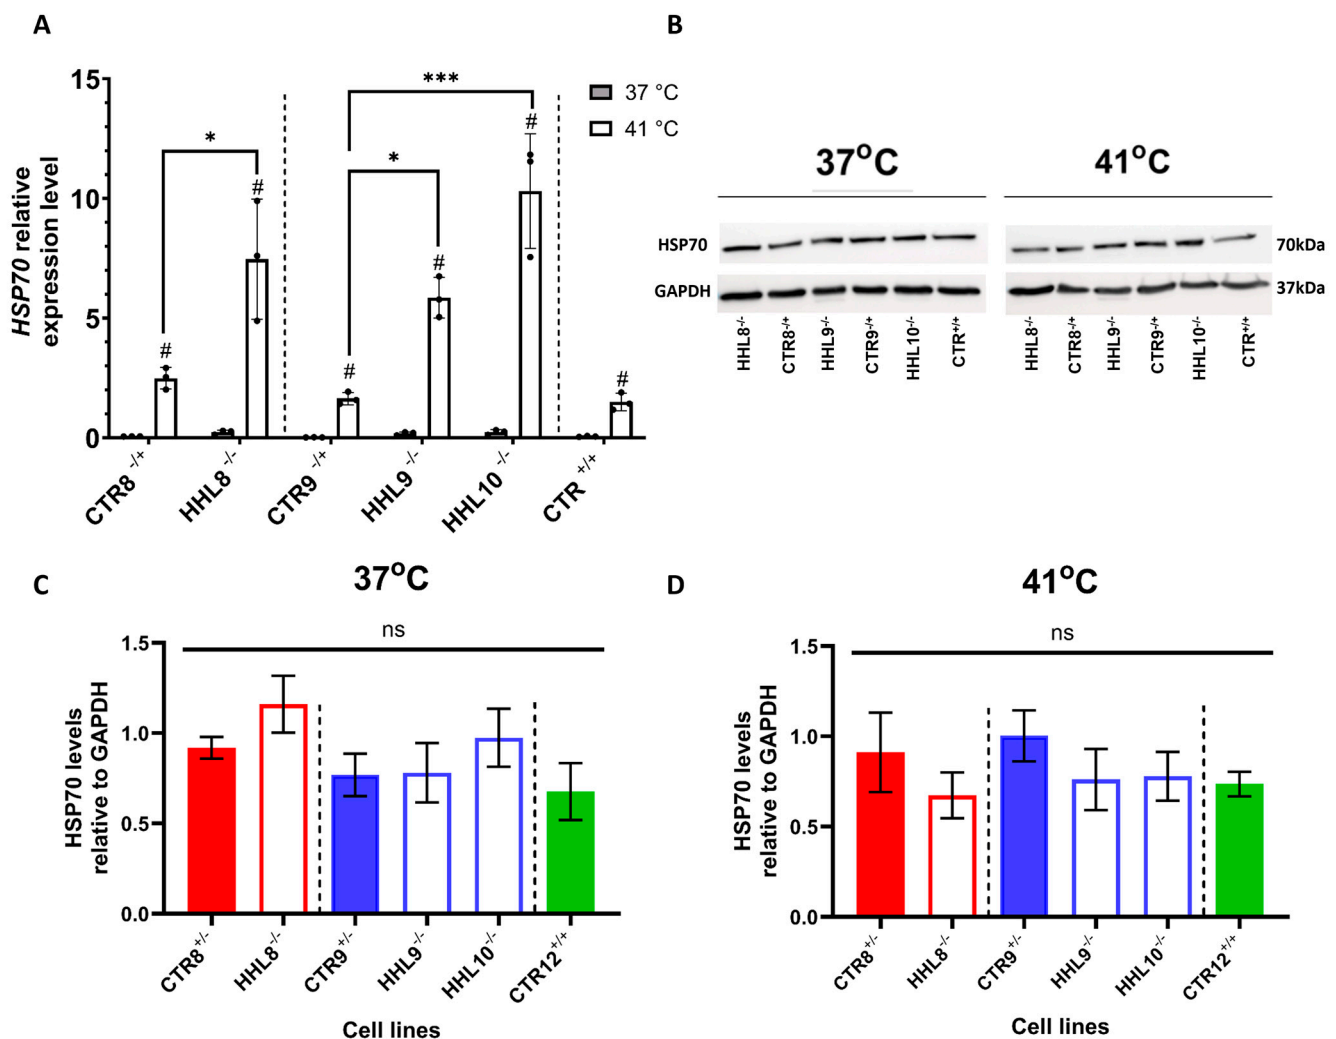 A
HSP70 relative
expression level
15
10
5
0
*
***
*
#
#
#
#
#
#
37 °C
41 °C
CTR8 -/+
HHL8 -/-
CTR9 -/+
HHL9 -/-
HHL10 -/-
CTR +/+
B
37°C
41°C
HSP70
70kDa
GAPDH
37kDa
HHL8-/-
CTR8-/+
HHL9-/-
CTR9-/+
HHL10-/-
CTR+/+
HHL8-/-
CTR8-/+
HHL9-/-
CTR9-/+
HHL10-/-
CTR+/+
C
37°C
ns
HSP70 levels
relative to GAPDH
1.5
1.0
0.5
0.0
CTR8+/-
HHL8-/-
CTR9+/-
HHL9-/-
HHL10-/-
CTR12+/+
Cell lines
D
41°C
ns
HSP70 levels
relative to GAPDH
1.5
1.0
0.5
0.0
CTR8+/-
HHL8-/-
CTR9+/-
HHL9-/-
HHL10-/-
CTR12+/+
Cell lines